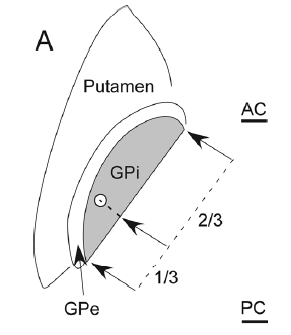 A
Putamen
AC
GPi
2/3
1/3
GPe
PC